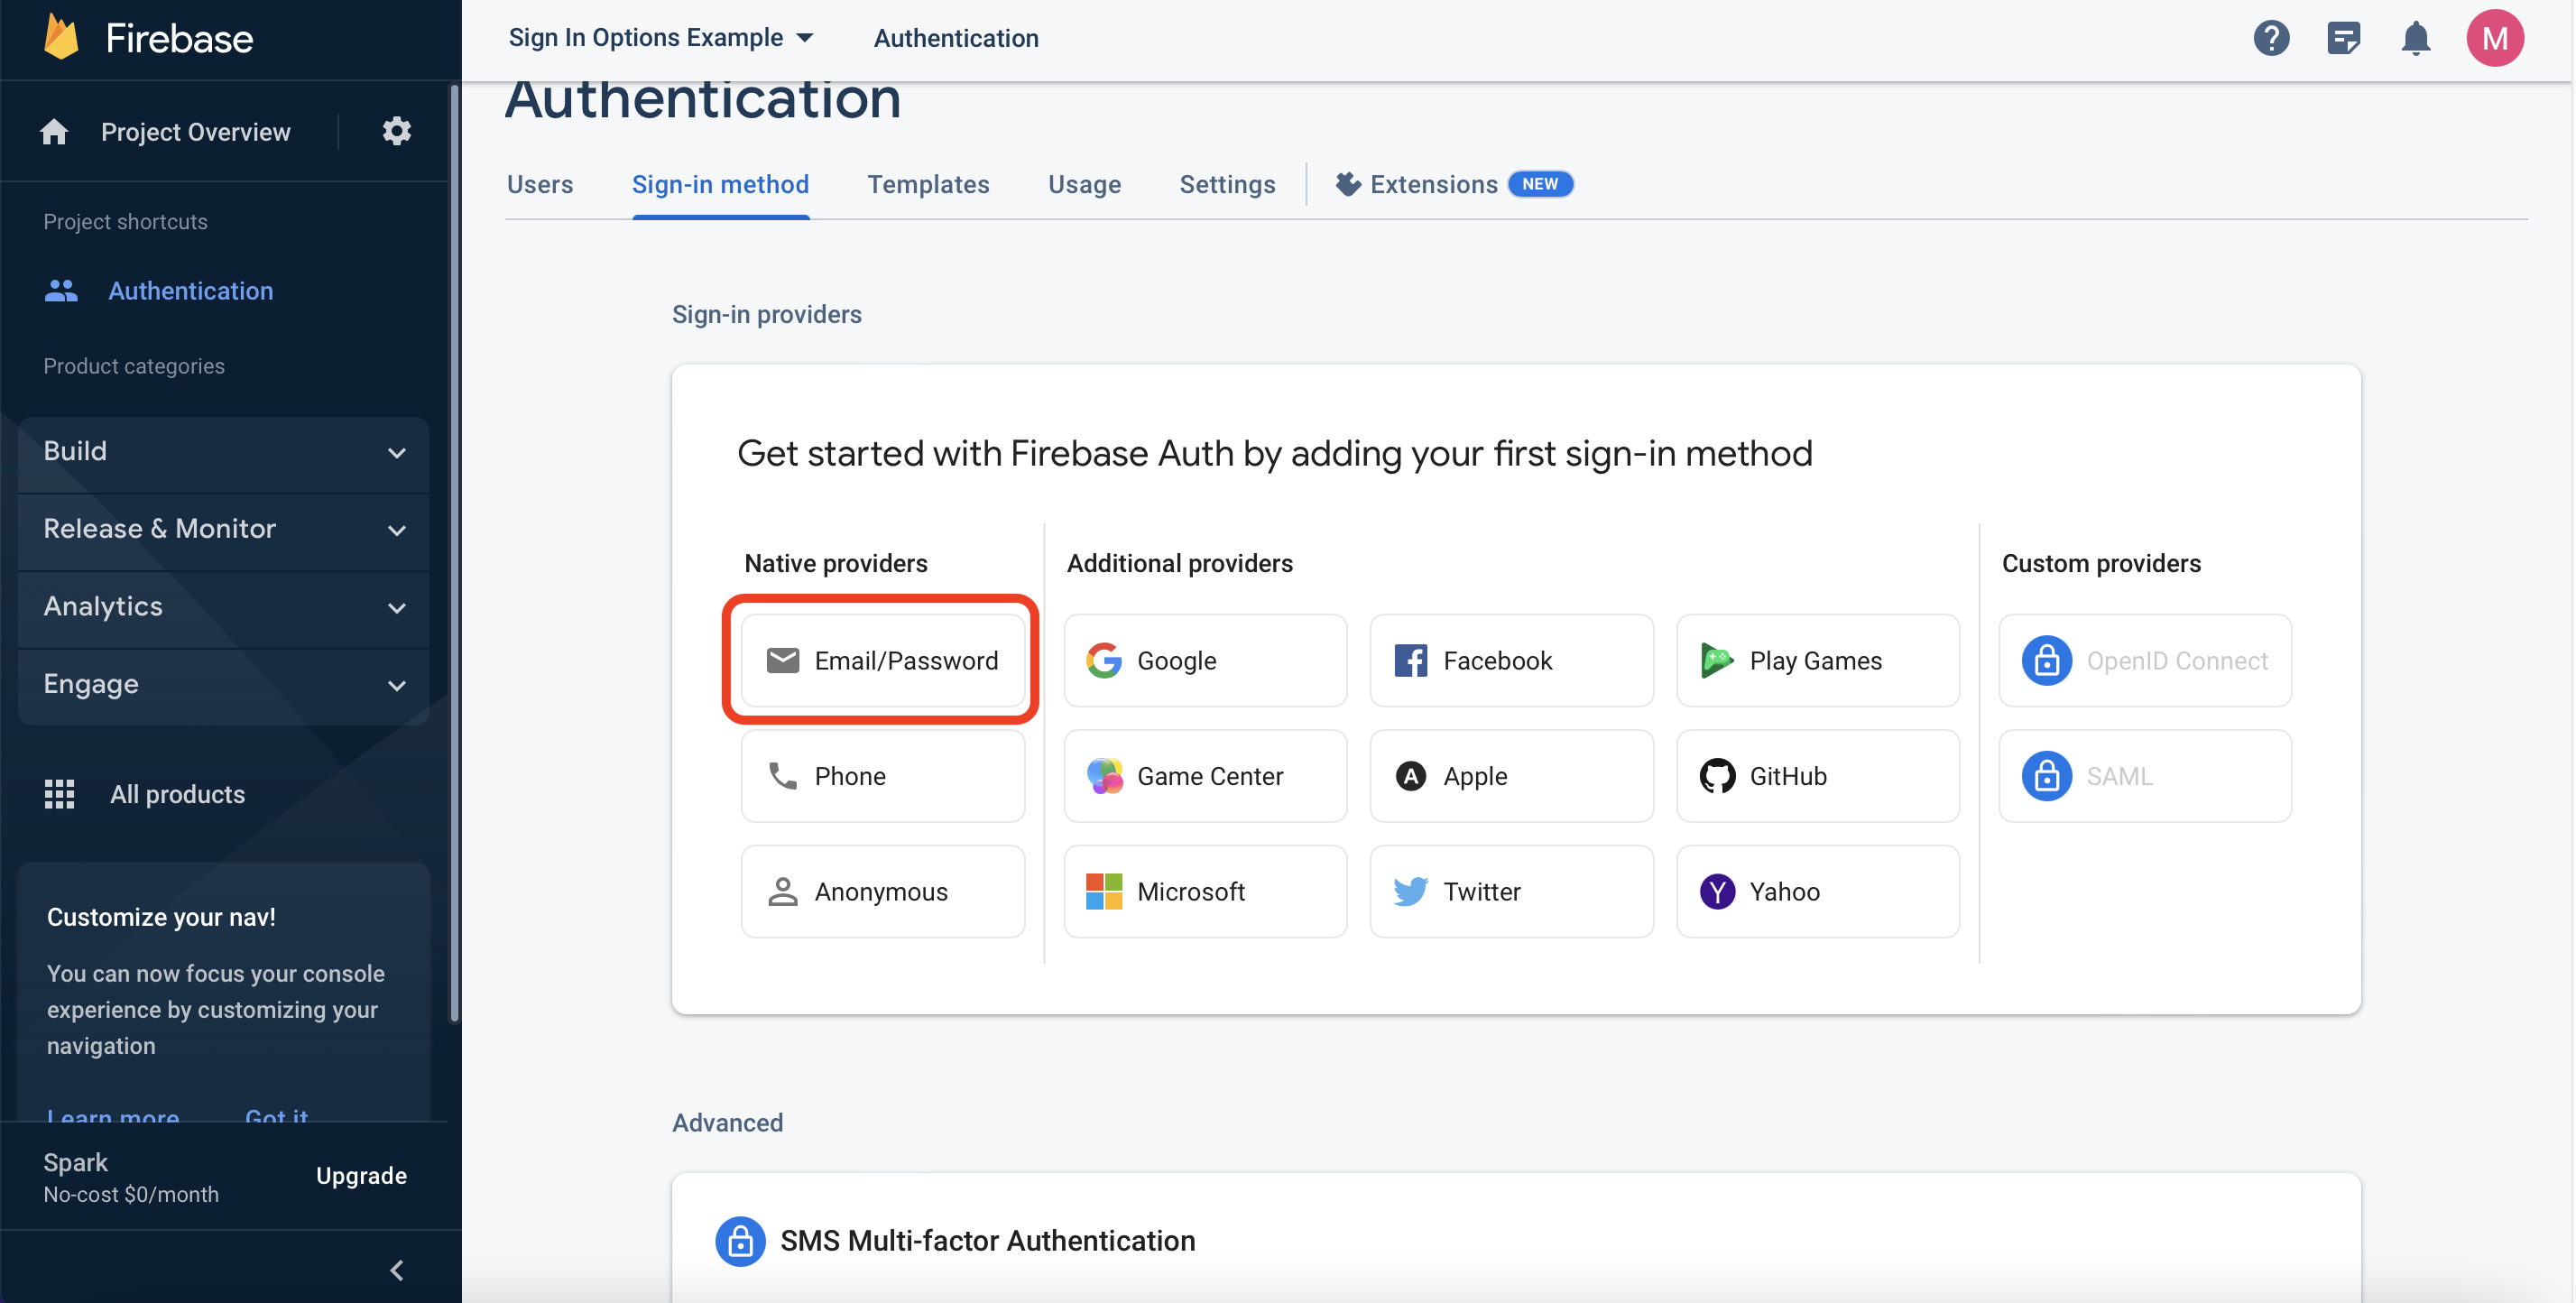 Firebase
Project Overview
Project shortcuts
Authentication
Product categories
Build
Release & Monitor
Analytics
Engage
All products
Customize your nav!
You can now focus your console
experience by customizing your
navigation
Learn more Got it
Spark
No-cost $0/month
Upgrade
Sign In Options Example
Authentication
M
Authentication
Users
Sign-in method
Templates
Usage
Settings
Extensions NEW
Sign-in providers
Get started with Firebase Auth by adding your first sign-in method
Native providers
Email/Password
Phone
Anonymous
Additional providers
Google
Facebook
Play Games
Game Center
Apple
GitHub
Microsoft
Twitter
Yahoo
Custom providers
OpenID Connect
SAML
Advanced
SMS Multi-factor Authentication